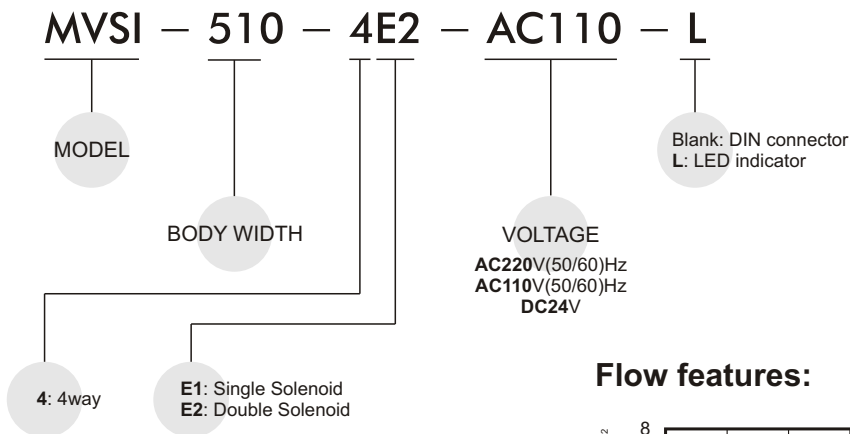 MVSI – 510 – 4E2 – AC110 – L
MODEL
BODY WIDTH
VOLTAGE
AC220V(50/60)Hz
AC110V(50/60)Hz
DC24V
Blank: DIN connector
L: LED indicator
4: 4way
E1: Single Solenoid
E2: Double Solenoid
Flow features:
8
2